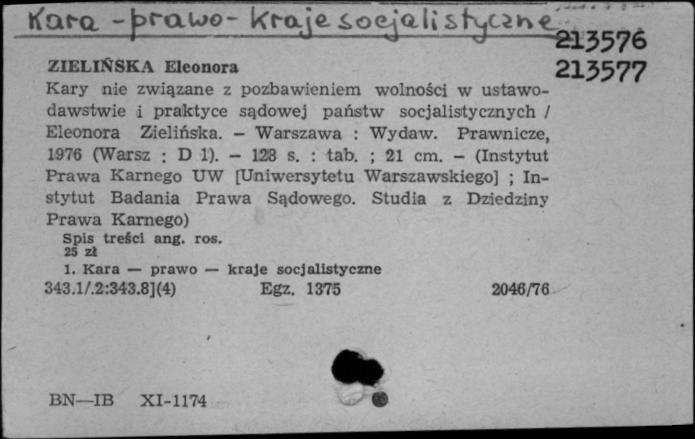 Kara - prawo - kraje socjalistyczne
213576
ZIELIŃSKA Eleonora
213577
Kary nie związane z pozbawieniem wolności w ustawo-
dawstwie i praktyce sądowej państw socjalistycznych /
Eleonora Zielińska. — Warszawa : Wydaw. Prawnicze,
1976 (Warsz : D 1). — 128 s. : tab. ; 21 cm. — (Instytut
Prawa Karnego UW [Uniwersytetu Warszawskiego] ; In-
stytut Badania Prawa Sądowego. Studia z Dziedziny
Prawa Karnego)
Spis treści ang. ros.
25 zł
1. Kara — prawo — kraje socjalistyczne
343.1/.2:343.8](4) Egz. 1375 2046/76
BN—IB XI-1174